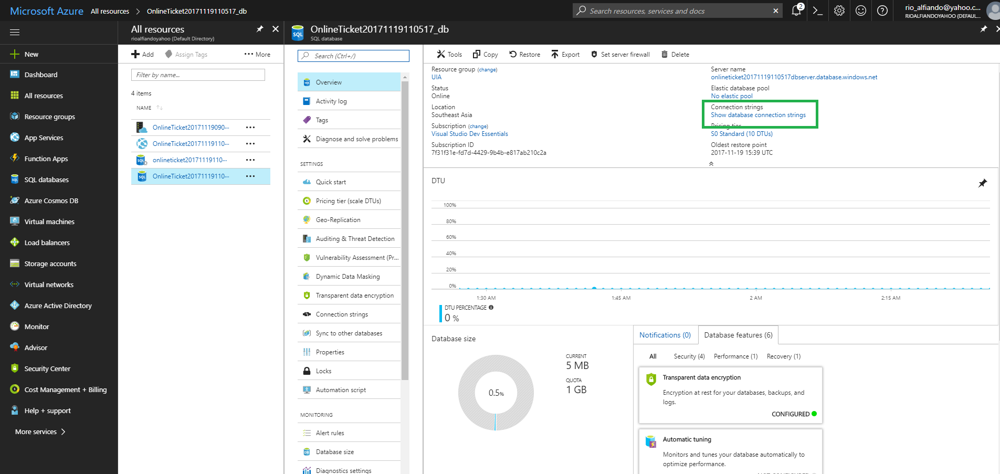 Microsoft Azure All resources > OnlineTicket20171119110517_db
Search resources, services and docs
2
rio_alfiando@yahoo.c...
RIOALFIANDOYAHOO (DEFAUL...
New
Dashboard
All resources
Resource groups
App Services
Function Apps
SQL databases
Azure Cosmos DB
Virtual machines
Load balancers
Storage accounts
Virtual networks
Azure Active Directory
Monitor
Advisor
Security Center
Cost Management + Billing
Help + support
More services >
All resources
rioalfiandoyahoo (Default Directory)
Add Assign Tags ••• More
Filter by name...
4 items
NAME
OnlineTicket20171119090··· •••
OnlineTicket20171119110··· •••
onlineticket20171119110··· •••
OnlineTicket20171119110··· •••
OnlineTicket20171119110517_db
SQL database
Search (Ctrl+/)
Overview
Activity log
Tags
Diagnose and solve problems
SETTINGS
Quick start
Pricing tier (scale DTUs)
Geo-Replication
Auditing & Threat Detection
Vulnerability Assessment (Pr...
Dynamic Data Masking
Transparent data encryption
Connection strings
Sync to other databases
Properties
Locks
Automation script
MONITORING
Alert rules
Database size
Diagnostics settings
Tools Copy Restore Export Set server firewall Delete
Resource group (change)
UIA
Status
Online
Location
Southeast Asia
Subscription (change)
Visual Studio Dev Essentials
Subscription ID
7f31f31e-fd7d-4429-9b4b-e817ab210c2a
Server name
onlineticket20171119110517dbserver.database.windows.net
Elastic database pool
No elastic pool
Connection strings
Show database connection strings
Pricing tier
S0 Standard (10 DTUs)
Oldest restore point
2017-11-19 15:39 UTC
DTU
100%
80%
60%
40%
20%
0%
1:30 AM 1:45 AM 2 AM 2:15 AM
DTU PERCENTAGE
0 %
Database size
0.5%
CURRENT
5 MB
QUOTA
1 GB
Notifications (0) Database features (6)
All Security (4) Performance (1) Recovery (1)
Transparent data encryption
Encryption at rest for your databases, backups, and
logs.
CONFIGURED
Automatic tuning
Monitors and tunes your database automatically to
optimize performance.
NOT CONFIGURED